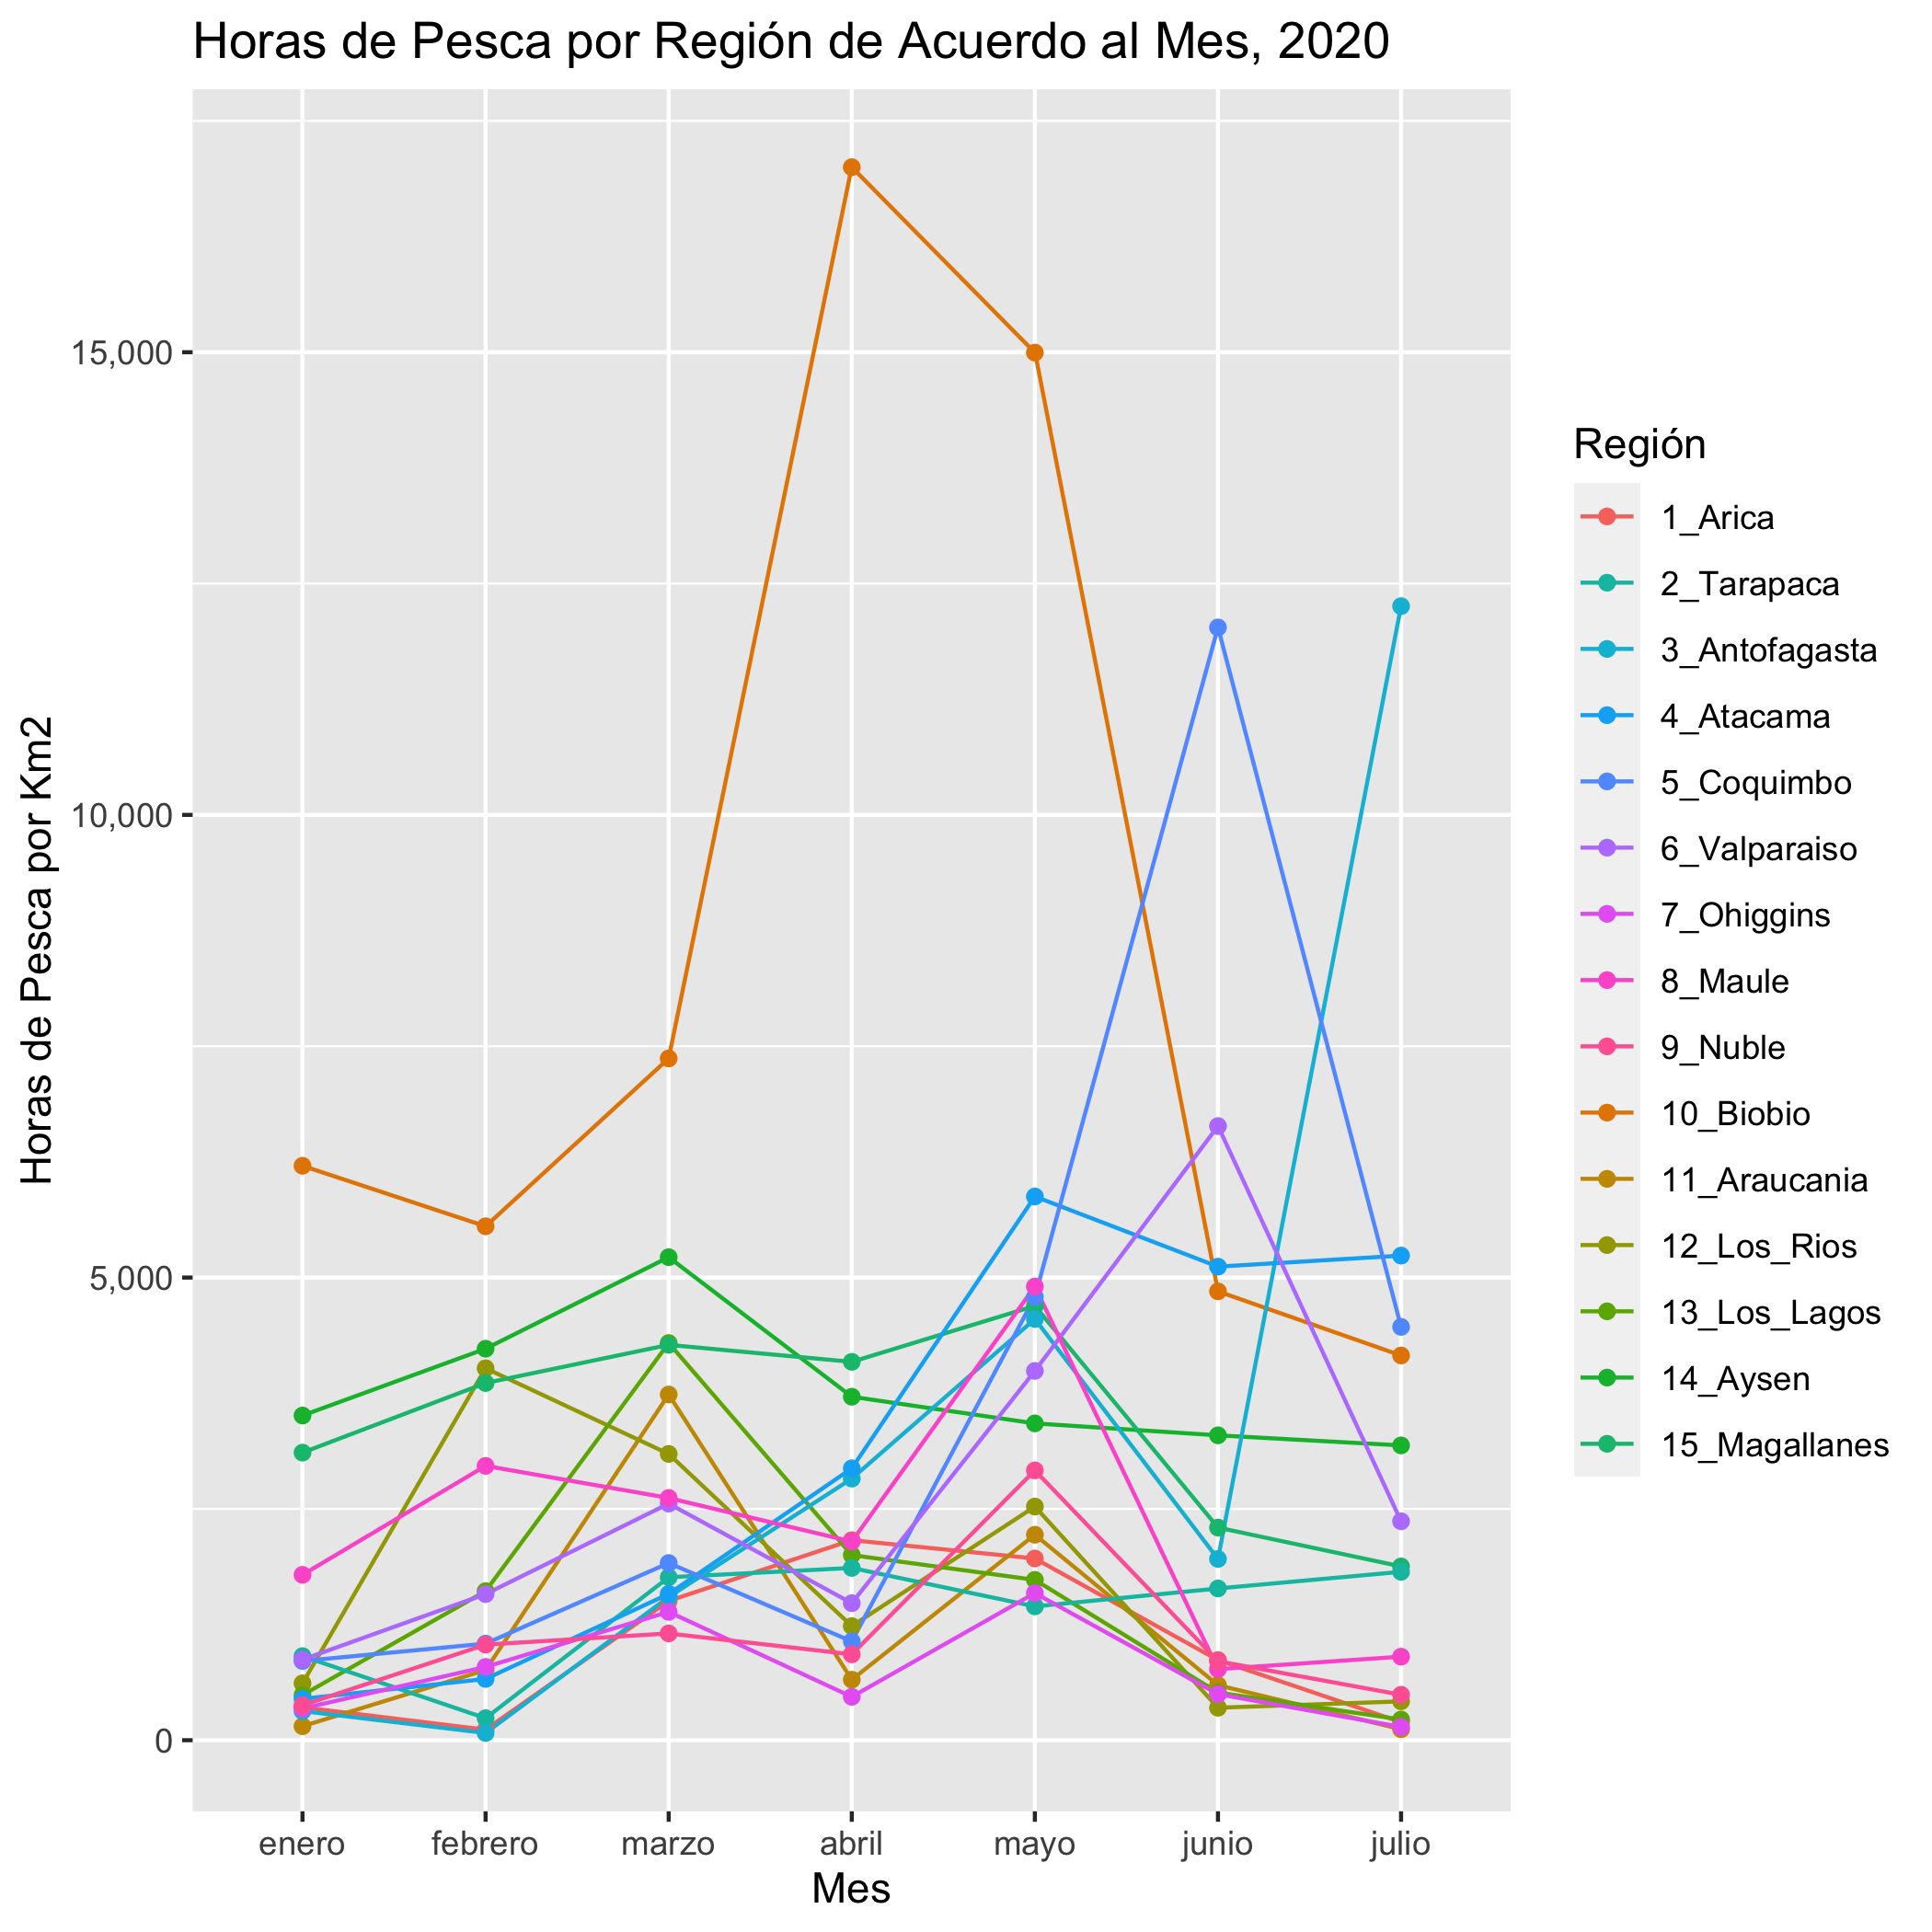 Horas de Pesca por Región de Acuerdo al Mes, 2020
Horas de Pesca por Km2
15,000
10,000
5,000
0
enero febrero marzo abril mayo junio julio
Mes
Región
1_Arica
2_Tarapaca
3_Antofagasta
4_Atacama
5_Coquimbo
6_Valparaiso
7_Ohiggins
8_Maule
9_Nuble
10_Biobio
11_Araucania
12_Los_Rios
13_Los_Lagos
14_Aysen
15_Magallanes